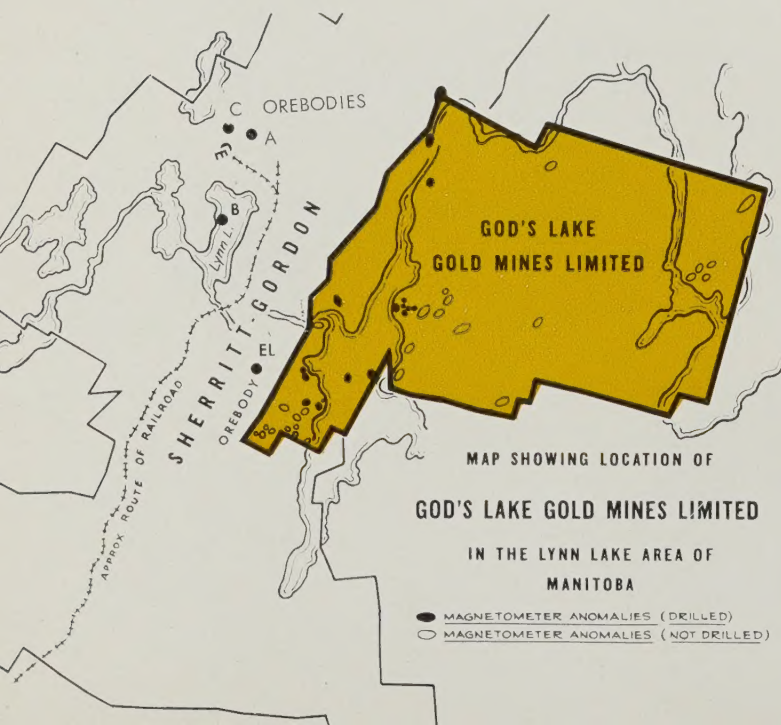 C OREBODIES
A
E
B
Lynn L.
SHERRITT-GORDON
GOD'S LAKE
GOLD MINES LIMITED
EL
OREBODY
APPROX ROUTE OF RAILROAD
MAP SHOWING LOCATION OF
GOD'S LAKE GOLD MINES LIMITED
IN THE LYNN LAKE AREA OF
MANITOBA
MAGNETOMETER ANOMALIES (DRILLED)
MAGNETOMETER ANOMALIES (NOT DRILLED)